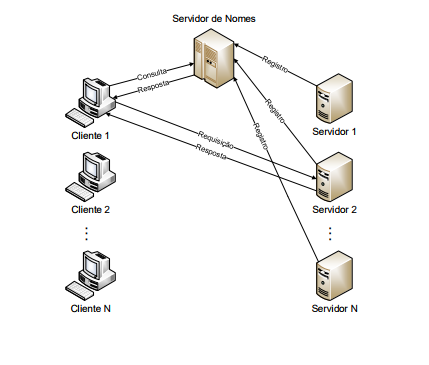 Servidor de Nomes
Consulta
Resposta
Registro
Cliente 1
Servidor 1
Registro
Registro
Requisição
Resposta
Cliente 2
Servidor 2
Cliente N
Servidor N